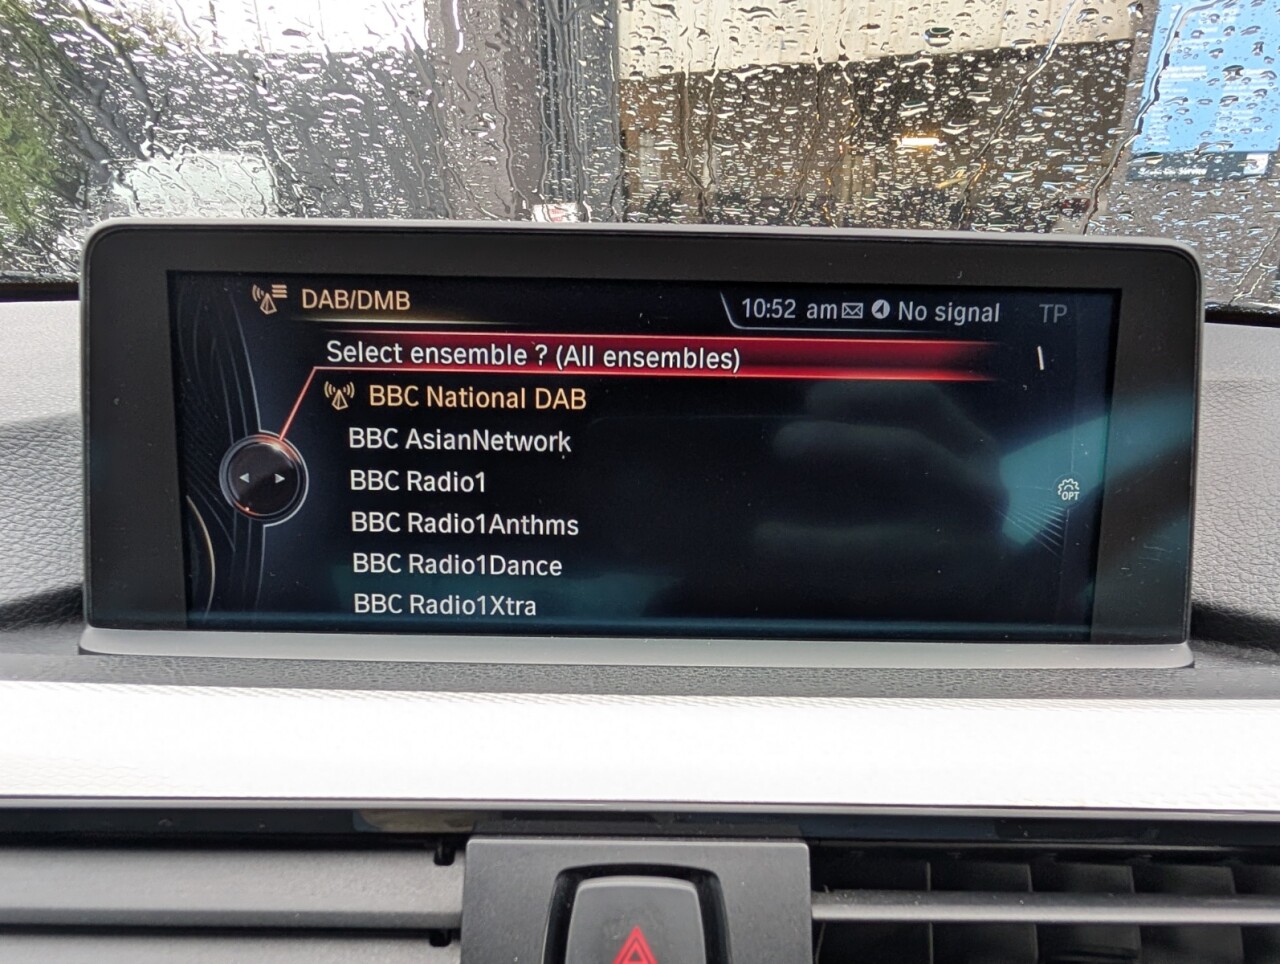 DAB/DMB
10:52 am No signal TP
Select ensemble ? (All ensembles)
BBC National DAB
BBC AsianNetwork
BBC Radio1
OPT
BBC Radio1Anthms
BBC Radio1Dance
BBC Radio1Xtra